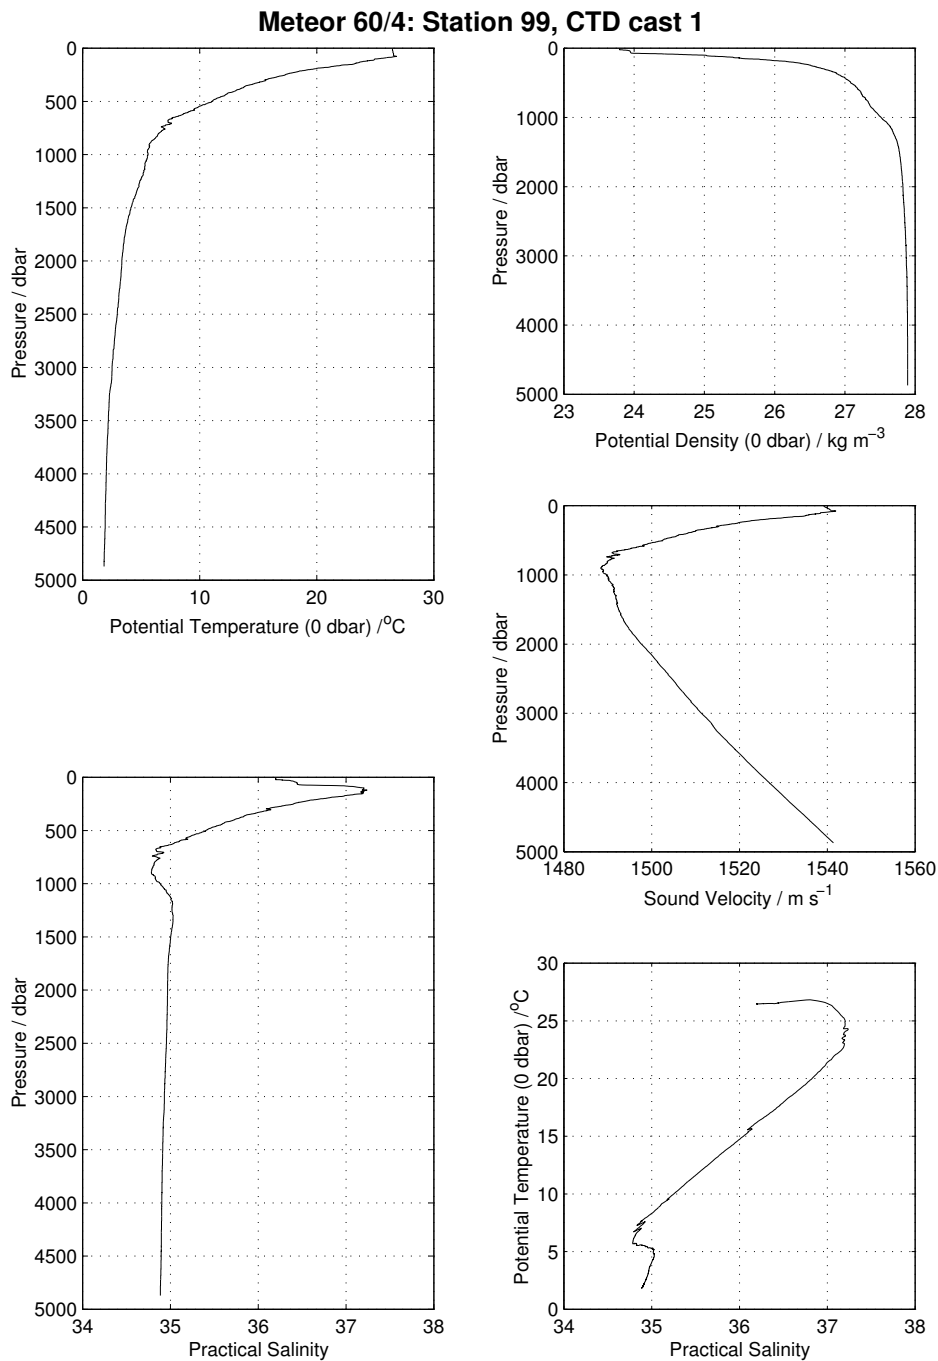 Meteor 60/4: Station 99, CTD cast 1
0
500
1000
1500
2000
2500
3000
3500
4000
4500
5000
Pressure / dbar
0 10 20 30
Potential Temperature (0 dbar) /°C
0
1000
2000
3000
4000
5000
Pressure / dbar
23 24 25 26 27 28
Potential Density (0 dbar) / kg m⁻³
0
1000
2000
3000
4000
5000
Pressure / dbar
1480 1500 1520 1540 1560
Sound Velocity / m s⁻¹
0
500
1000
1500
2000
2500
3000
3500
4000
4500
5000
Pressure / dbar
34 35 36 37 38
Practical Salinity
30
25
20
15
10
5
0
Potential Temperature (0 dbar) /°C
34 35 36 37 38
Practical Salinity